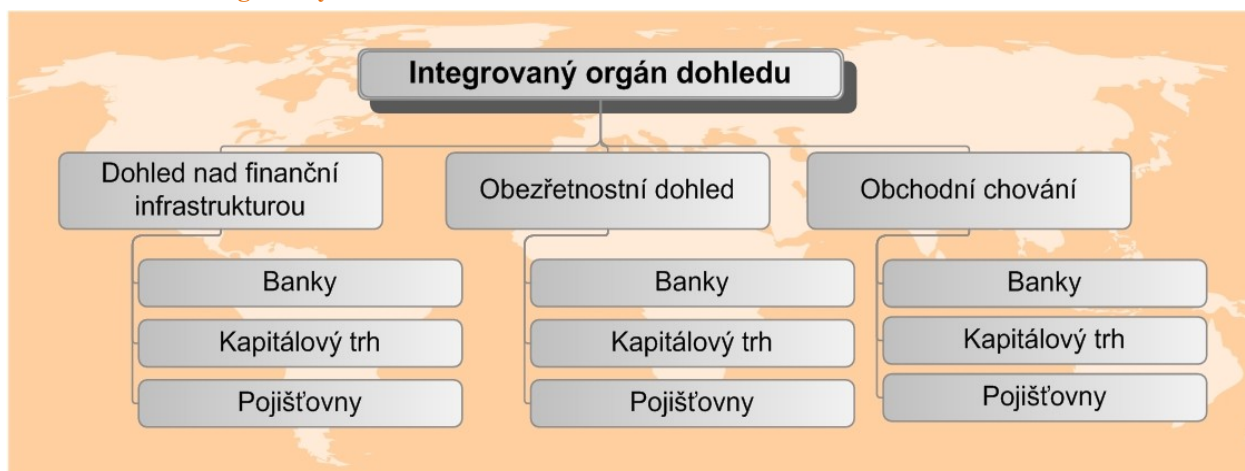 Integrovaný orgán dohledu
Dohled nad finanční
infrastrukturou
Obezřetnostní dohled
Obchodní chování
Banky
Kapitálový trh
Pojišťovny
Banky
Kapitálový trh
Pojišťovny
Banky
Kapitálový trh
Pojišťovny